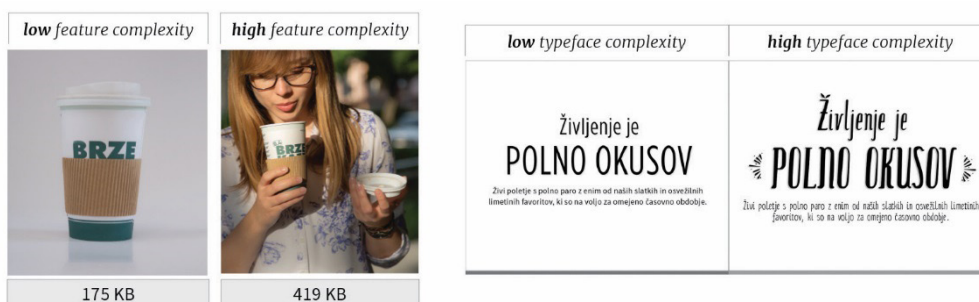 low feature complexity
high feature complexity
BRZE
BRZE
175 KB
419 KB
low typeface complexity
high typeface complexity
Življenje je
POLNO OKUSOV
Živi poletje s polno paro z enim od naših slatkih in osvežilnih
limetinih favoritov, ki so na voljo za omejeno časovno obdobje.
Življenje je
POLNO OKUSOV
Živi poletje s polno paro z enim od naših slatkih in osvežilnih limetinih
favoritov, ki so na voljo za omejeno časovno obdobje.